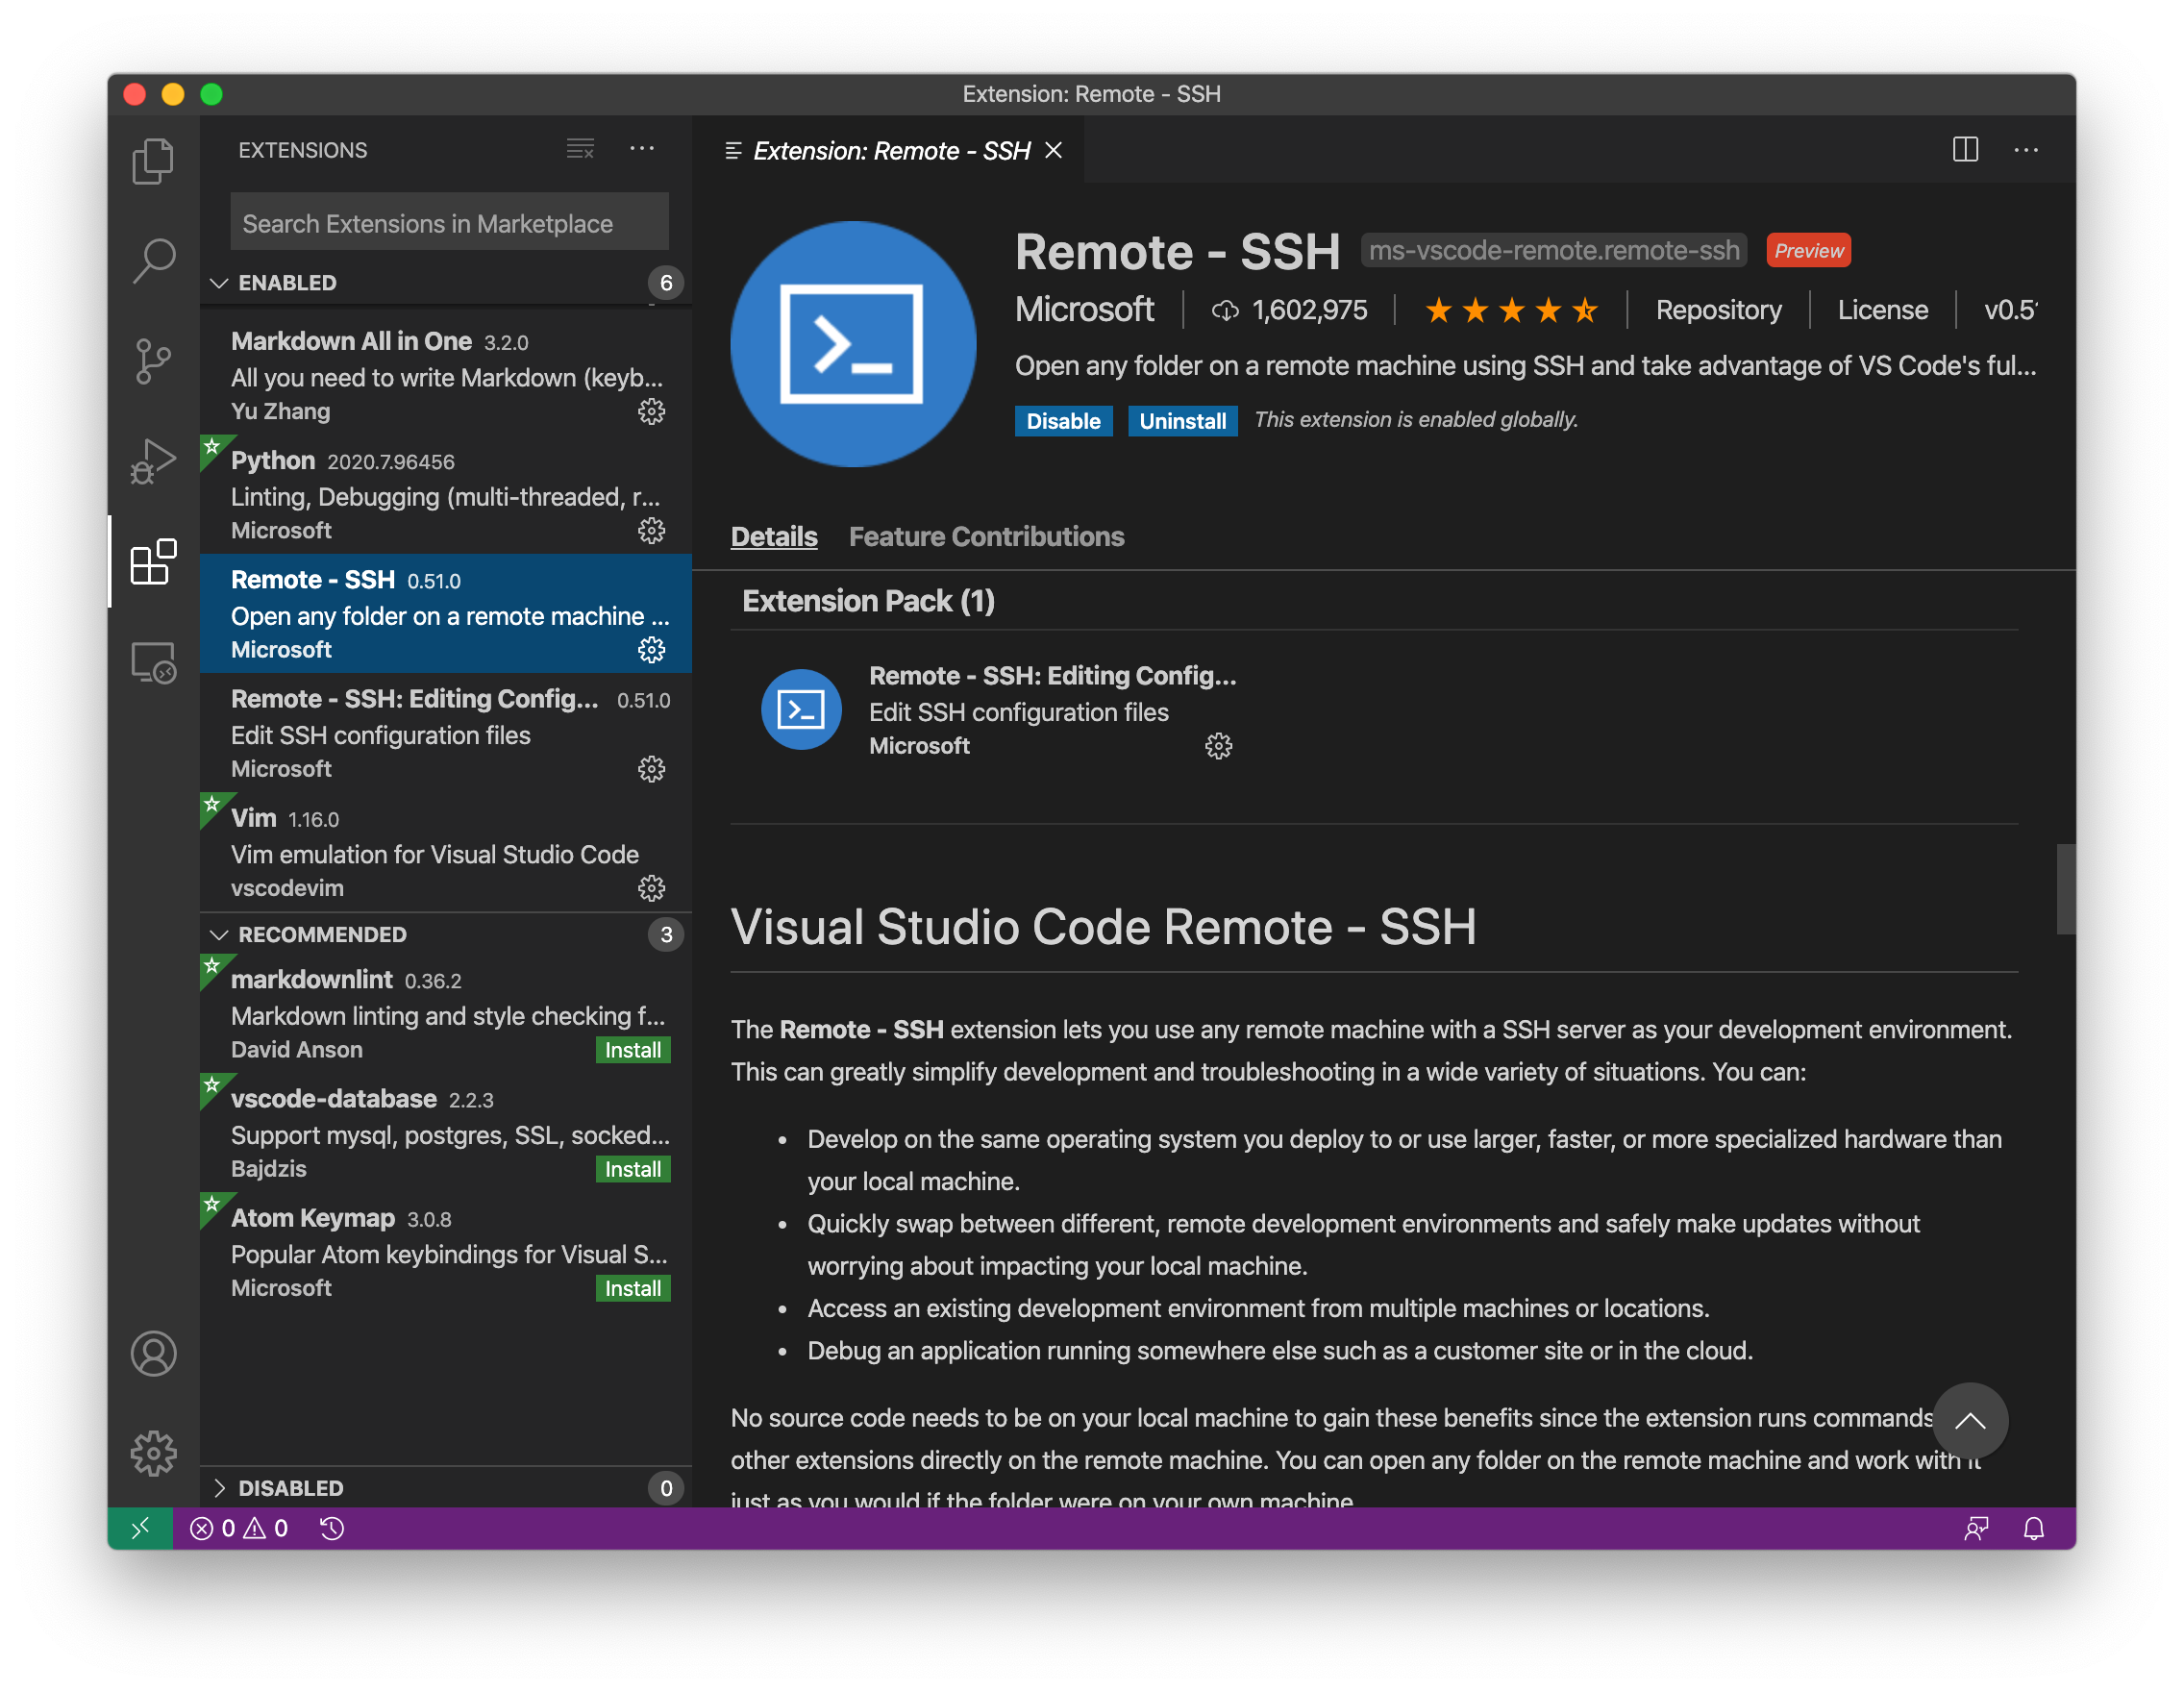 Extension: Remote - SSH
EXTENSIONS
Search Extensions in Marketplace
ENABLED 6
Markdown All in One 3.2.0
All you need to write Markdown (keyb...
Yu Zhang
Python 2020.7.96456
Linting, Debugging (multi-threaded, r...
Microsoft
Remote - SSH 0.51.0
Open any folder on a remote machine ...
Microsoft
Remote - SSH: Editing Config... 0.51.0
Edit SSH configuration files
Microsoft
Vim 1.16.0
Vim emulation for Visual Studio Code
vscodevim
RECOMMENDED 3
markdownlint 0.36.2
Markdown linting and style checking f...
David Anson Install
vscode-database 2.2.3
Support mysql, postgres, SSL, socked...
Bajdzis Install
Atom Keymap 3.0.8
Popular Atom keybindings for Visual S...
Microsoft Install
DISABLED 0
Extension: Remote - SSH
Remote - SSH ms-vscode-remote.remote-ssh Preview
Microsoft 1,602,975 Repository License v0.5
Open any folder on a remote machine using SSH and take advantage of VS Code's ful...
Disable Uninstall This extension is enabled globally.
Details Feature Contributions
Extension Pack (1)
Remote - SSH: Editing Config...
Edit SSH configuration files
Microsoft
Visual Studio Code Remote - SSH
The Remote - SSH extension lets you use any remote machine with a SSH server as your development environment.
This can greatly simplify development and troubleshooting in a wide variety of situations. You can:
• Develop on the same operating system you deploy to or use larger, faster, or more specialized hardware than
your local machine.
• Quickly swap between different, remote development environments and safely make updates without
worrying about impacting your local machine.
• Access an existing development environment from multiple machines or locations.
• Debug an application running somewhere else such as a customer site or in the cloud.
No source code needs to be on your local machine to gain these benefits since the extension runs commands
other extensions directly on the remote machine. You can open any folder on the remote machine and work with it
just as you would if the folder were on your own machine
0 0